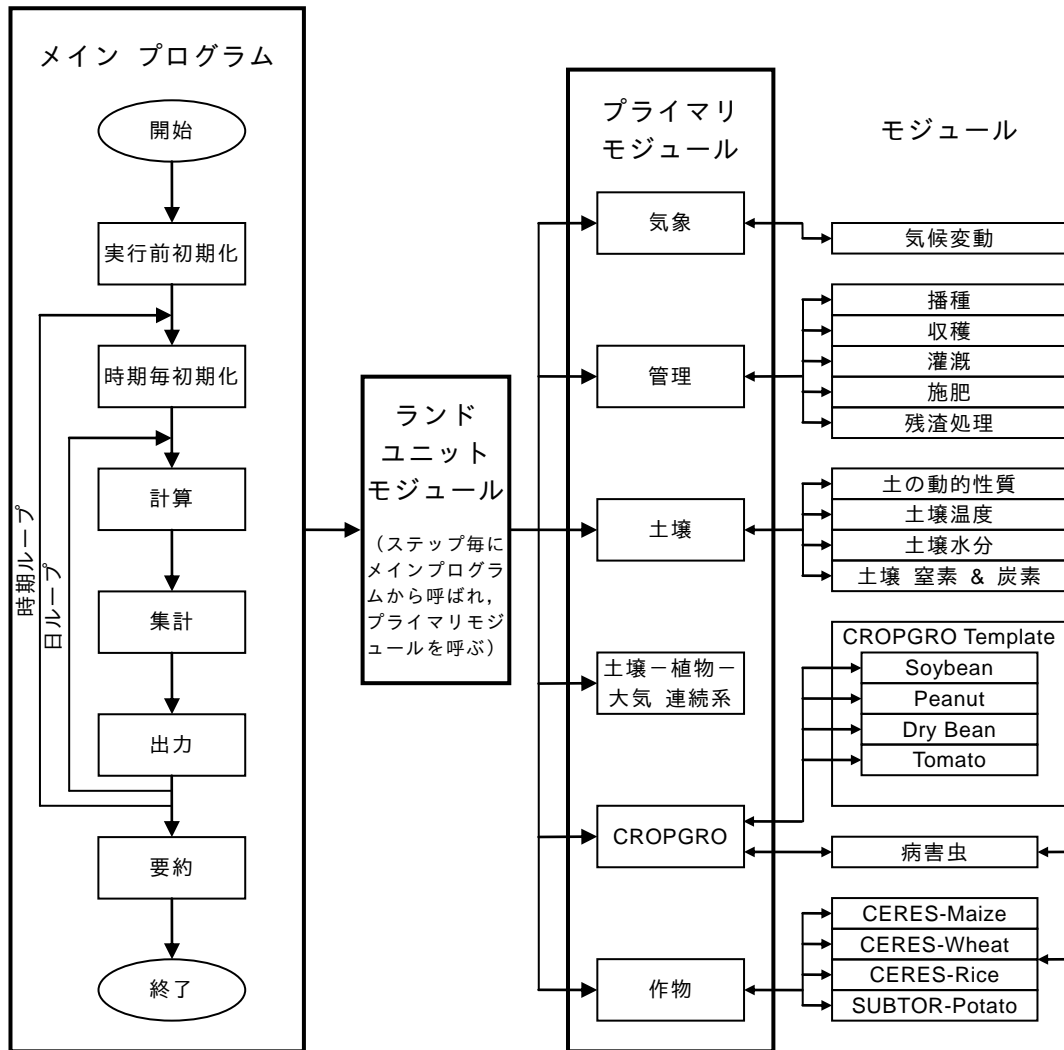 メイン プログラム
開始
実行前初期化
時期毎初期化
計算
集計
出力
要約
終了
時期ループ
日ループ
ランド
ユニット
モジュール
（ステップ毎に
メインプログラ
ムから呼ばれ，
プライマリモジ
ュールを呼ぶ）
プライマリ
モジュール
気象
管理
土壌
土壌－植物－
大気 連続系
CROPGRO
作物
モジュール
気候変動
播種
収穫
灌漑
施肥
残渣処理
土の動的性質
土壌温度
土壌水分
土壌 窒素 & 炭素
CROPGRO Template
Soybean
Peanut
Dry Bean
Tomato
病害虫
CERES-Maize
CERES-Wheat
CERES-Rice
SUBTOR-Potato